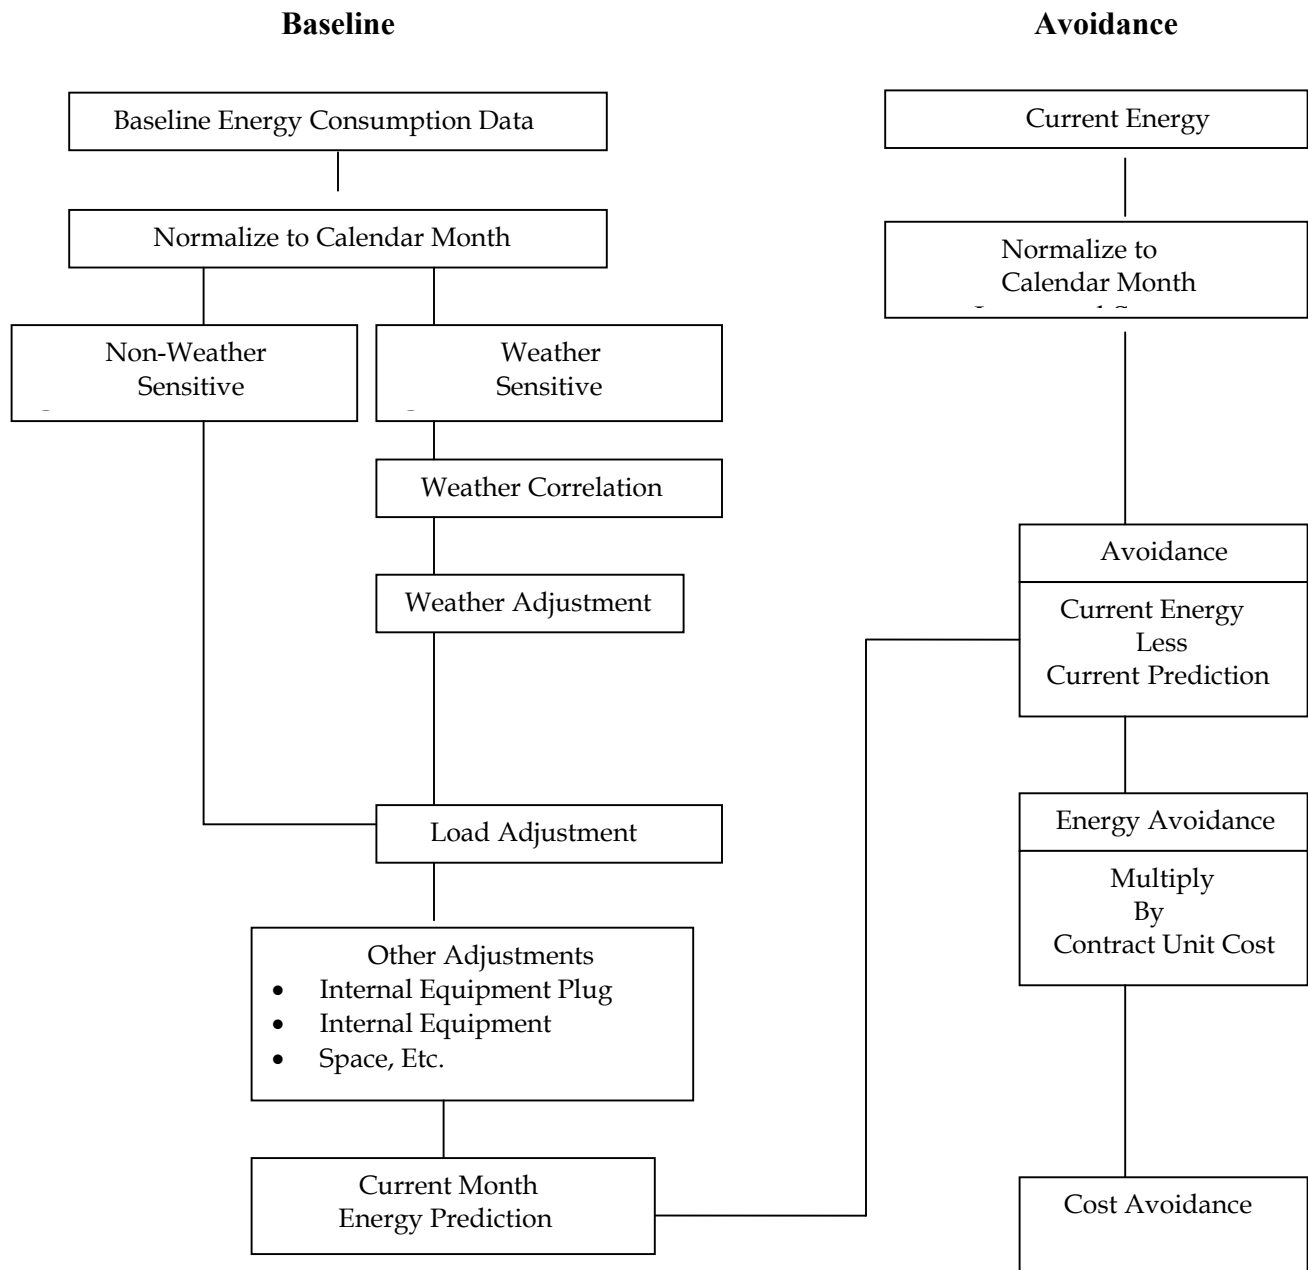 Baseline
Baseline Energy Consumption Data
Normalize to Calendar Month
Non-Weather
Sensitive
Weather
Sensitive
Weather Correlation
Weather Adjustment
Load Adjustment
Other Adjustments
• Internal Equipment Plug
• Internal Equipment
• Space, Etc.
Current Month
Energy Prediction
Avoidance
Current Energy
Normalize to
Calendar Month
Avoidance
Current Energy
Less
Current Prediction
Energy Avoidance
Multiply
By
Contract Unit Cost
Cost Avoidance